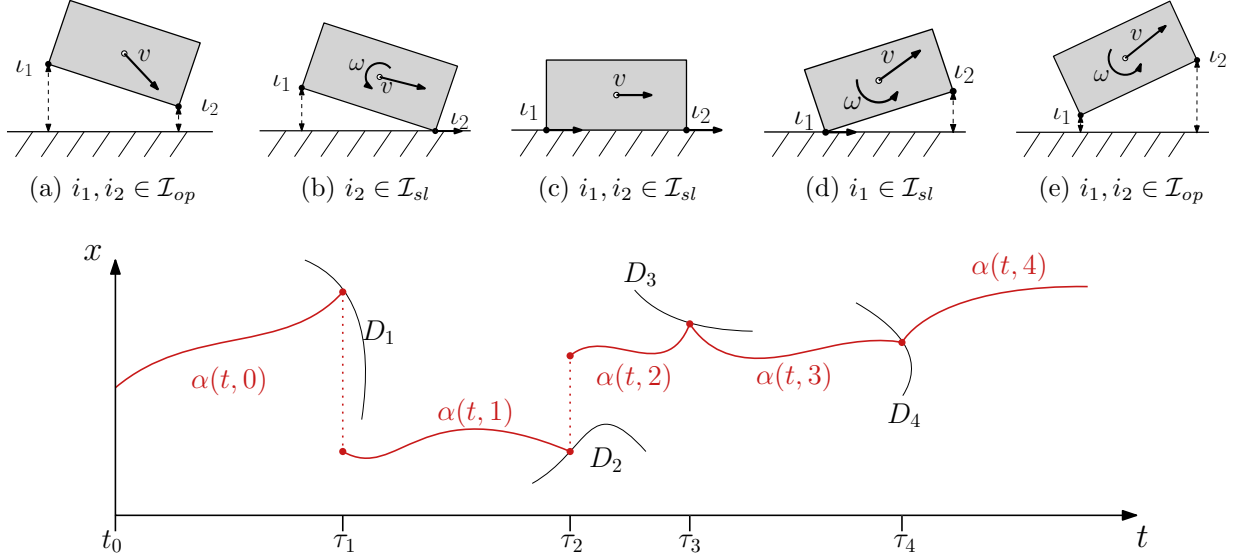 ι₁ v ι₂
ι₁ ω v ι₂
ι₁ v ι₂
ι₁ ω v ι₂
ι₁ ω v ι₂
(a) i₁, i₂ ∈ 𝓘ₒₚ
(b) i₂ ∈ 𝓘ₛₗ
(c) i₁, i₂ ∈ 𝓘ₛₗ
(d) i₁ ∈ 𝓘ₛₗ
(e) i₁, i₂ ∈ 𝓘ₒₚ
x
D₁
D₂
D₃
D₄
α(t, 0)
α(t, 1)
α(t, 2)
α(t, 3)
α(t, 4)
t₀ τ₁ τ₂ τ₃ τ₄ t